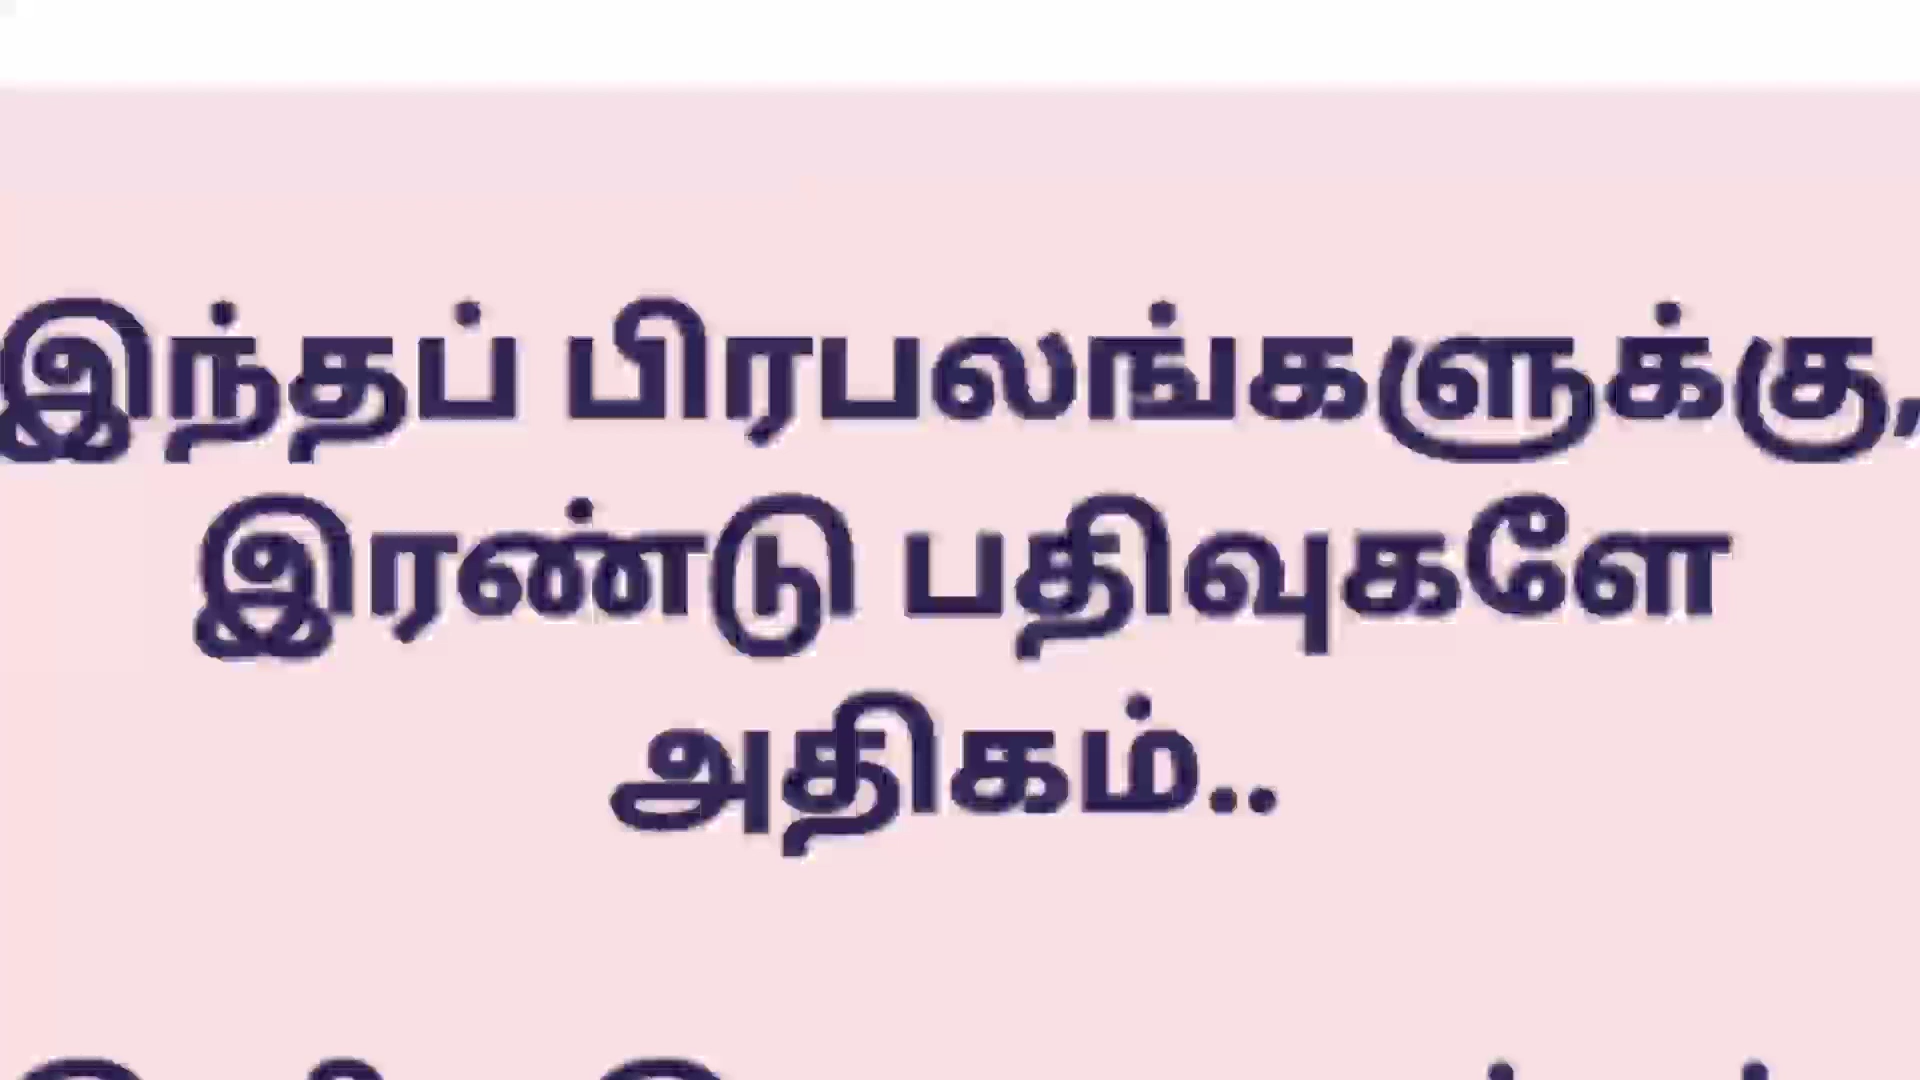 இந்தப் பிரபலங்களுக்கு,
இரண்டு பதிவுகளே
அதிகம்..